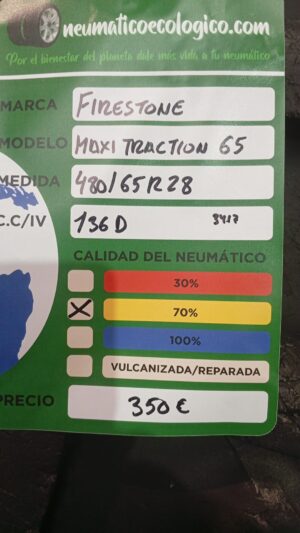 neumaticoecologico.com
Por el bienestar del planeta dale más vida a tu neumático
MARCA FIRESTONE
MODELO MAXI TRACTION 65
MEDIDA 480/65R28
C.C/IV 136D 3417
CALIDAD DEL NEUMÁTICO
30%
X 70%
100%
VULCANIZADA/REPARADA
PRECIO 350€